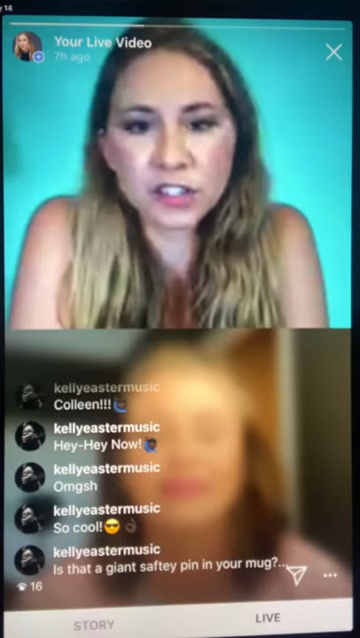 14
Your Live Video
7h ago
kellyeastermusic
Colleen!!!
kellyeastermusic
Hey-Hey Now!
kellyeastermusic
Omgsh
kellyeastermusic
So cool!😎👌🏿
kellyeastermusic
Is that a giant saftey pin in your mug?...
16
STORY
LIVE